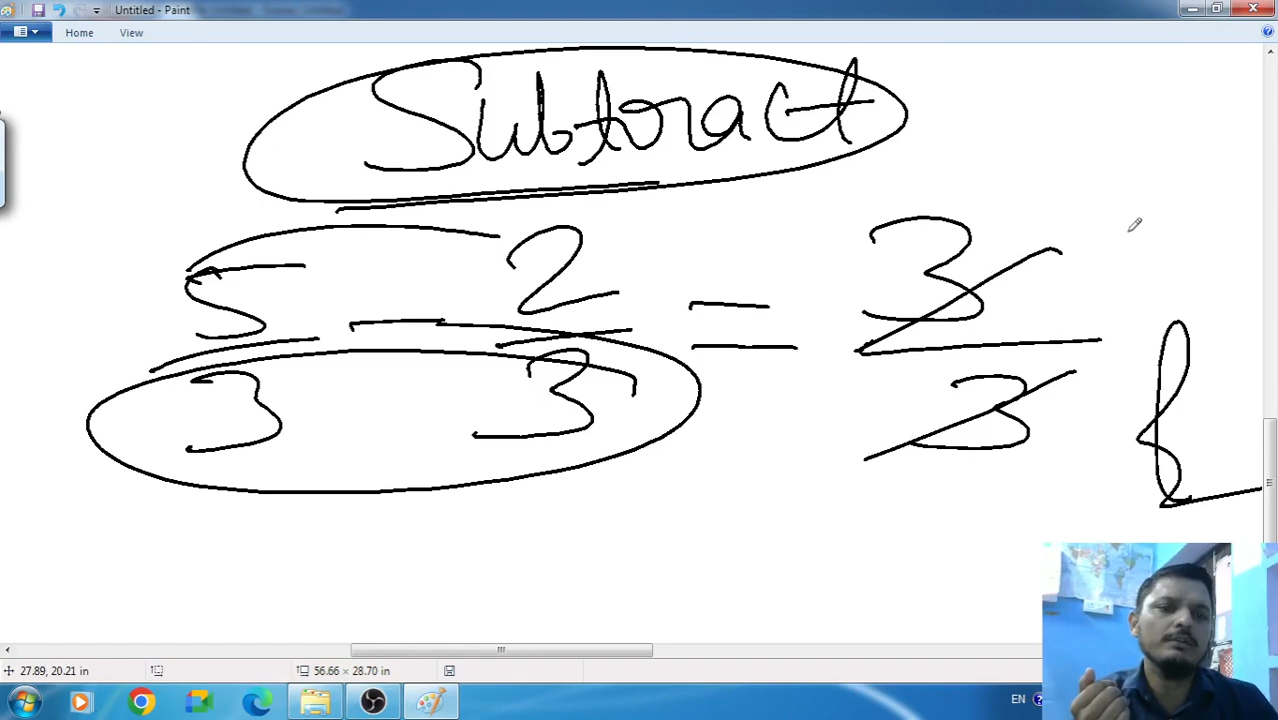 Untitled - Paint
Home View
Subtract
5 - 2 = 3
3 3 3
27.89, 20.21 in 56.66 × 28.70 in
EN